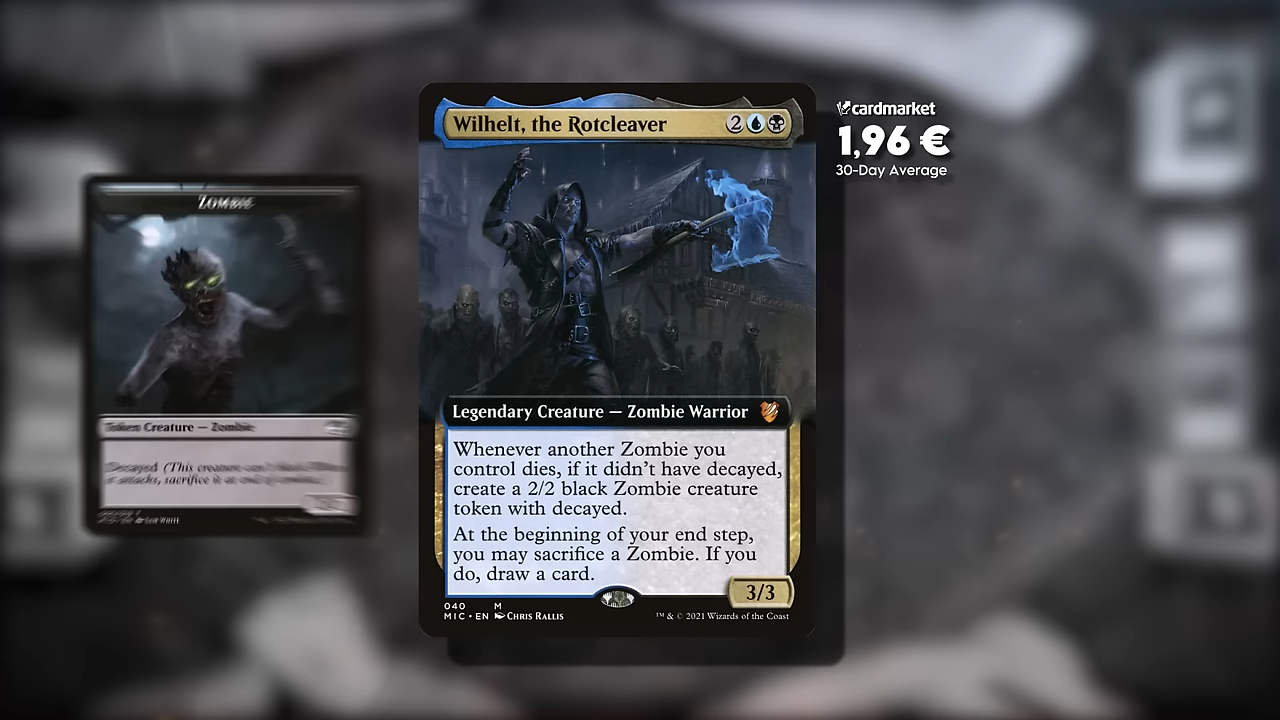 Zombie
Token Creature — Zombie
Wilhelt, the Rotcleaver 2
Legendary Creature — Zombie Warrior
Whenever another Zombie you
control dies, if it didn't have decayed,
create a 2/2 black Zombie creature
token with decayed.
At the beginning of your end step,
you may sacrifice a Zombie. If you
do, draw a card.
3/3
040 M
MIC • EN Chris Rallis
™ & © 2021 Wizards of the Coast
cardmarket
1,96 €
30-Day Average